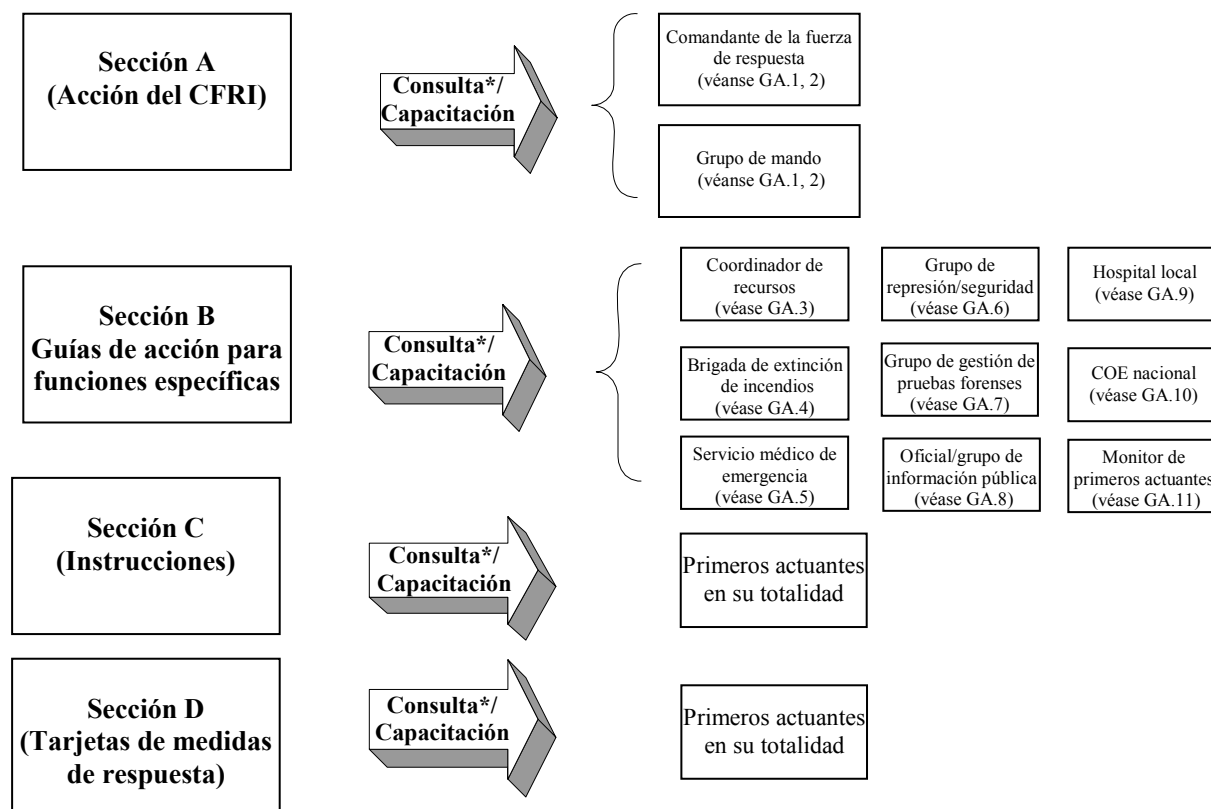 Sección A
(Acción del CFRI)
Consulta*/
Capacitación
Comandante de la fuerza
de respuesta
(véanse GA.1, 2)
Grupo de mando
(véanse GA.1, 2)
Sección B
Guías de acción para
funciones específicas
Consulta*/
Capacitación
Coordinador de
recursos
(véase GA.3)
Grupo de
represión/seguridad
(véase GA.6)
Hospital local
(véase GA.9)
Brigada de extinción
de incendios
(véase GA.4)
Grupo de gestión de
pruebas forenses
(véase GA.7)
COE nacional
(véase GA.10)
Servicio médico de
emergencia
(véase GA.5)
Oficial/grupo de
información pública
(véase GA.8)
Monitor de
primeros actuantes
(véase GA.11)
Sección C
(Instrucciones)
Consulta*/
Capacitación
Primeros actuantes
en su totalidad
Sección D
(Tarjetas de medidas
de respuesta)
Consulta*/
Capacitación
Primeros actuantes
en su totalidad